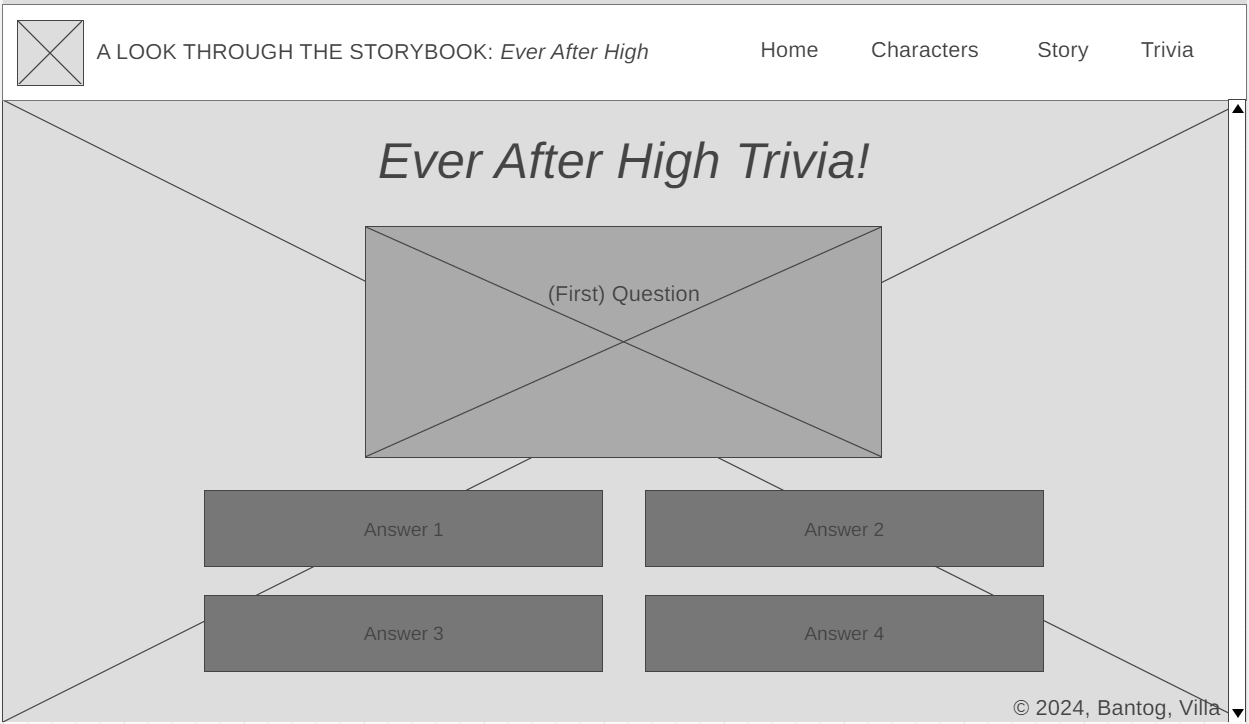 A LOOK THROUGH THE STORYBOOK: Ever After High
Home Characters Story Trivia
Ever After High Trivia!
(First) Question
Answer 1
Answer 2
Answer 3
Answer 4
© 2024, Bantog, Villa